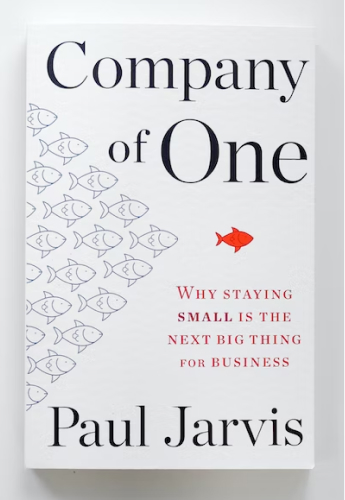 Company
of One
WHY STAYING
SMALL IS THE
NEXT BIG THING
FOR BUSINESS
Paul Jarvis